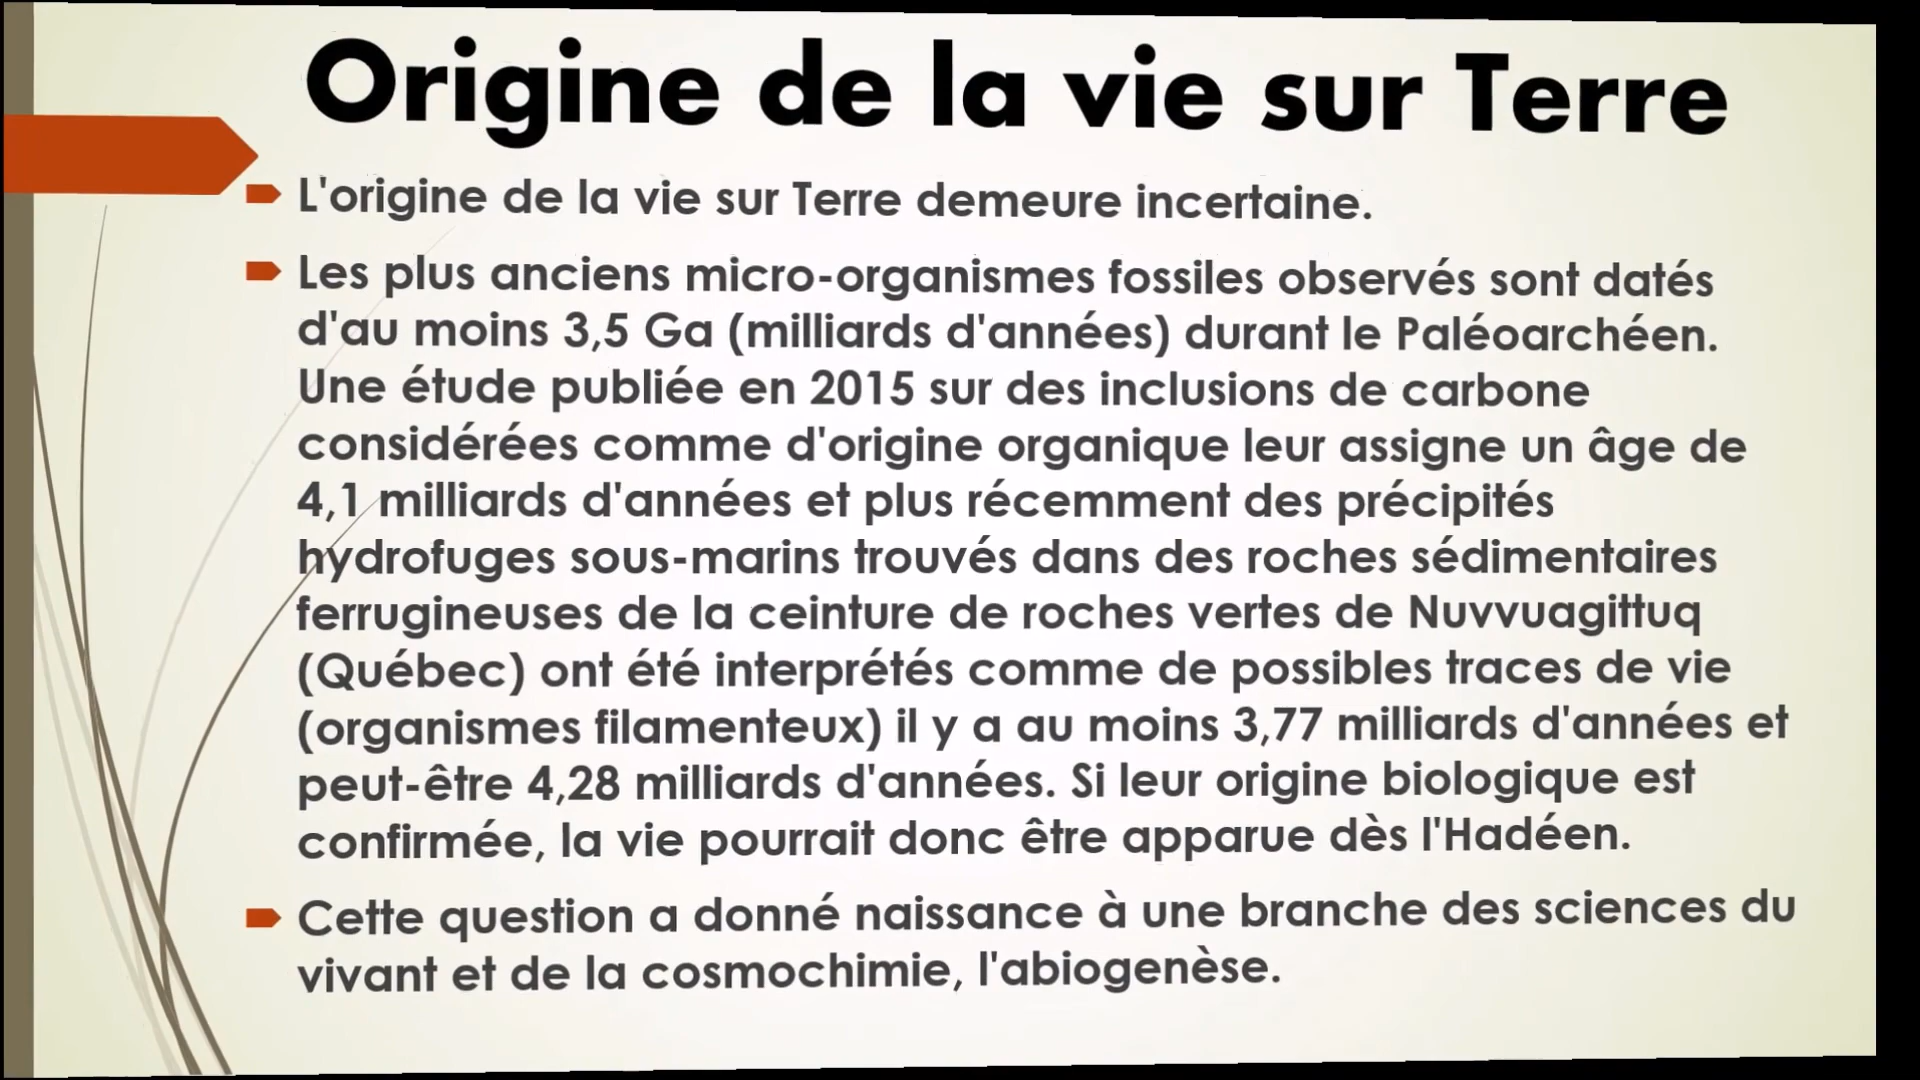 Origine de la vie sur Terre
L'origine de la vie sur Terre demeure incertaine.
Les plus anciens micro-organismes fossiles observés sont datés
d'au moins 3,5 Ga (milliards d'années) durant le Paléoarchéen.
Une étude publiée en 2015 sur des inclusions de carbone
considérées comme d'origine organique leur assigne un âge de
4,1 milliards d'années et plus récemment des précipités
hydrofuges sous-marins trouvés dans des roches sédimentaires
ferrugineuses de la ceinture de roches vertes de Nuvvuagittuq
(Québec) ont été interprétés comme de possibles traces de vie
(organismes filamenteux) il y a au moins 3,77 milliards d'années et
peut-être 4,28 milliards d'années. Si leur origine biologique est
confirmée, la vie pourrait donc être apparue dès l'Hadéen.
Cette question a donné naissance à une branche des sciences du
vivant et de la cosmochimie, l'abiogenèse.